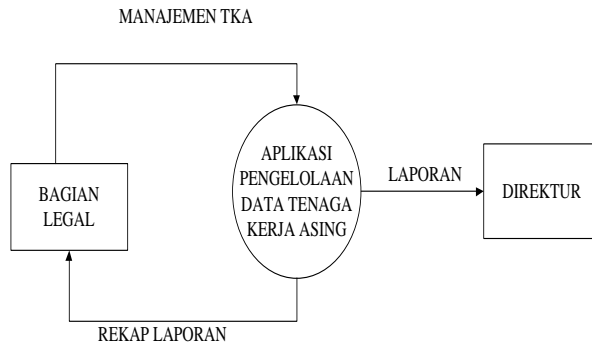 MANAJEMEN TKA
APLIKASI
PENGELOLAAN
DATA TENAGA
KERJA ASING
BAGIAN
LEGAL
LAPORAN
DIREKTUR
REKAP LAPORAN